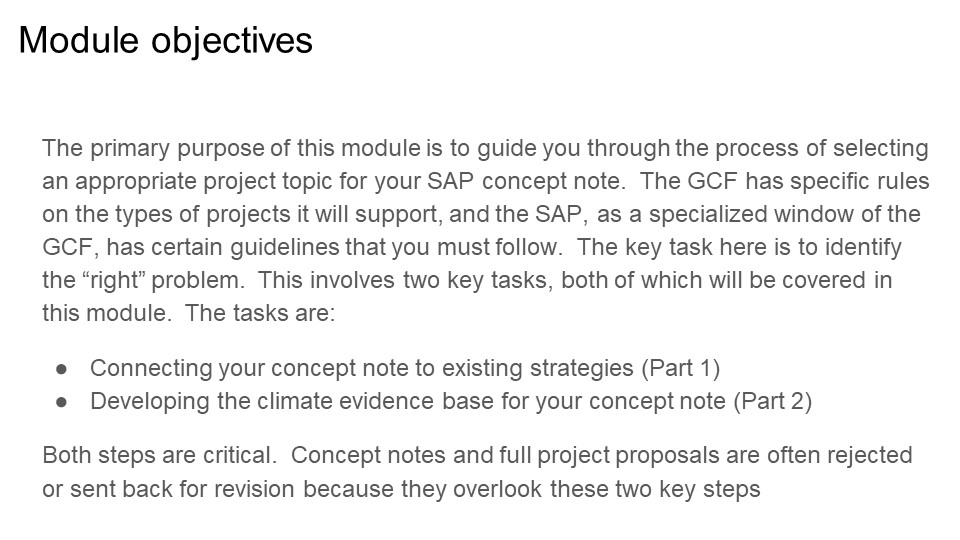 Module objectives
The primary purpose of this module is to guide you through the process of selecting
an appropriate project topic for your SAP concept note.  The GCF has specific rules
on the types of projects it will support, and the SAP, as a specialized window of the
GCF, has certain guidelines that you must follow.  The key task here is to identify
the “right” problem.  This involves two key tasks, both of which will be covered in
this module.  The tasks are:
● Connecting your concept note to existing strategies (Part 1)
● Developing the climate evidence base for your concept note (Part 2)
Both steps are critical.  Concept notes and full project proposals are often rejected
or sent back for revision because they overlook these two key steps